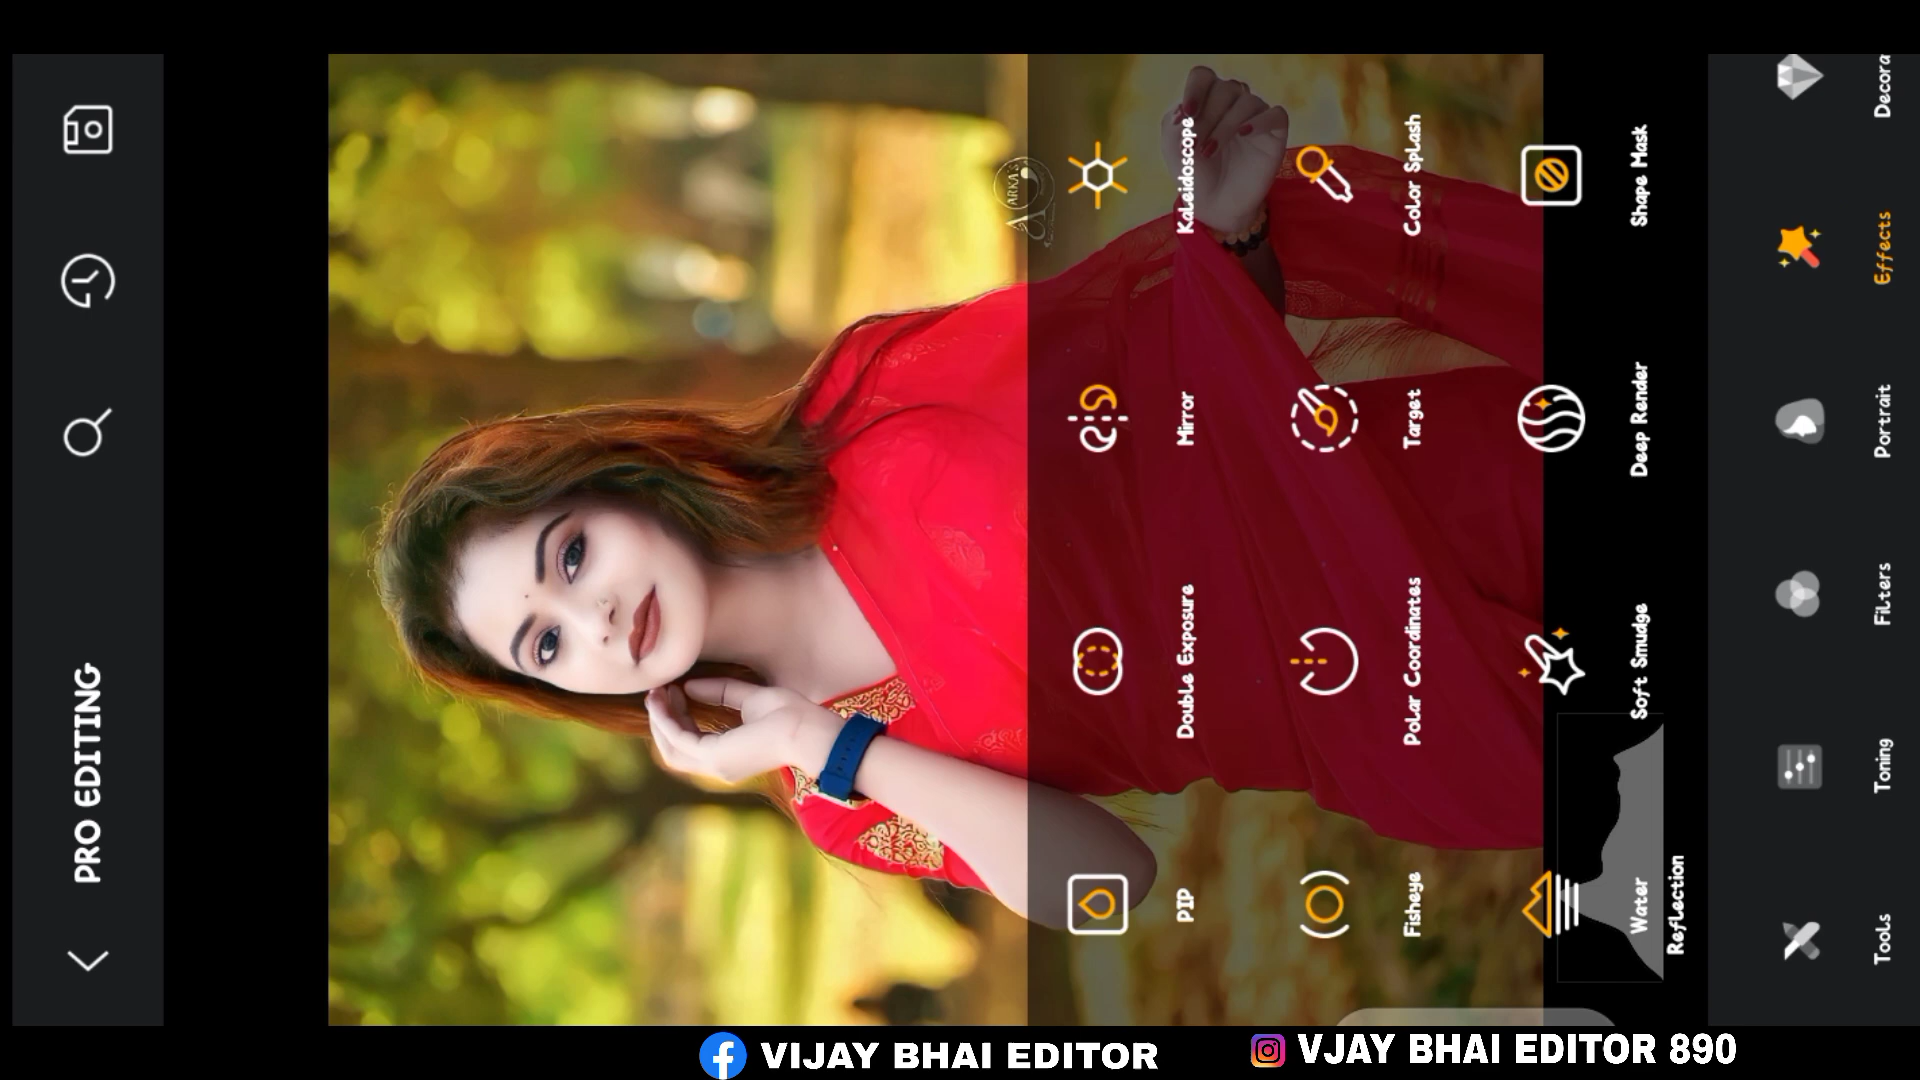 PRO EDITING
ARKA'S
PIP
Double Exposure
Mirror
Kaleidoscope
Fisheye
Polar Coordinates
Target
Color Splash
Water
Reflection
Soft Smudge
Deep Render
Shape Mask
Tools
Toning
Filters
Portrait
Effects
Decora
VIJAY BHAI EDITOR
VJAY BHAI EDITOR 890